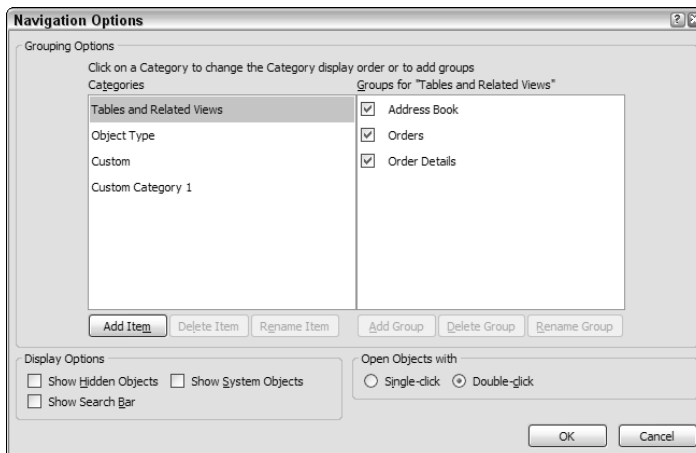 Navigation Options
Grouping Options
Click on a Category to change the Category display order or to add groups
Categories
Groups for "Tables and Related Views"
Tables and Related Views
Object Type
Custom
Custom Category 1
Address Book
Orders
Order Details
Add Item
Delete Item
Rename Item
Add Group
Delete Group
Rename Group
Display Options
Show Hidden Objects
Show System Objects
Show Search Bar
Open Objects with
Single-click
Double-click
OK
Cancel